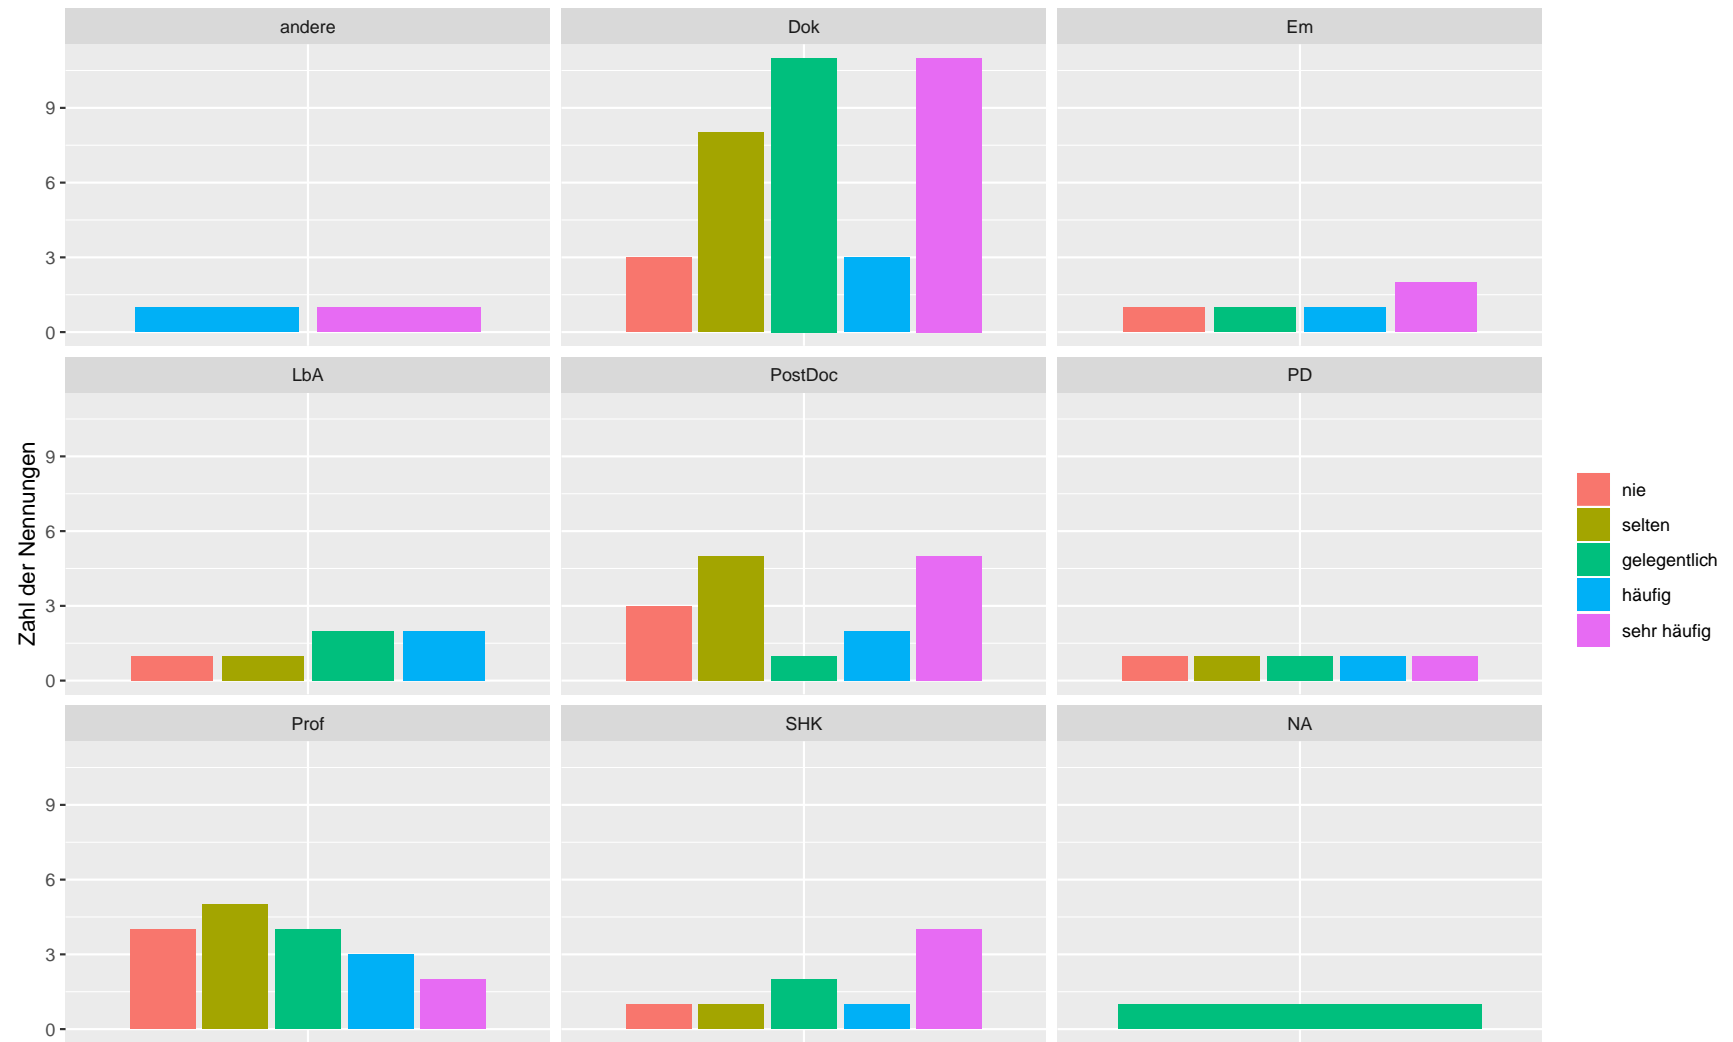 andere
Dok
Em
9
6
3
0
LbA
PostDoc
PD
9
6
3
0
Prof
SHK
NA
9
6
3
0
Zahl der Nennungen
nie
selten
gelegentlich
häufig
sehr häufig